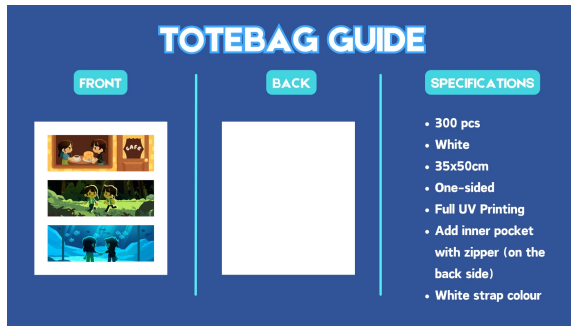 TOTEBAG GUIDE
FRONT
CAFE
BACK
SPECIFICATIONS
• 300 pcs
• White
• 35x50cm
• One-sided
• Full UV Printing
• Add inner pocket
with zipper (on the
back side)
• White strap colour